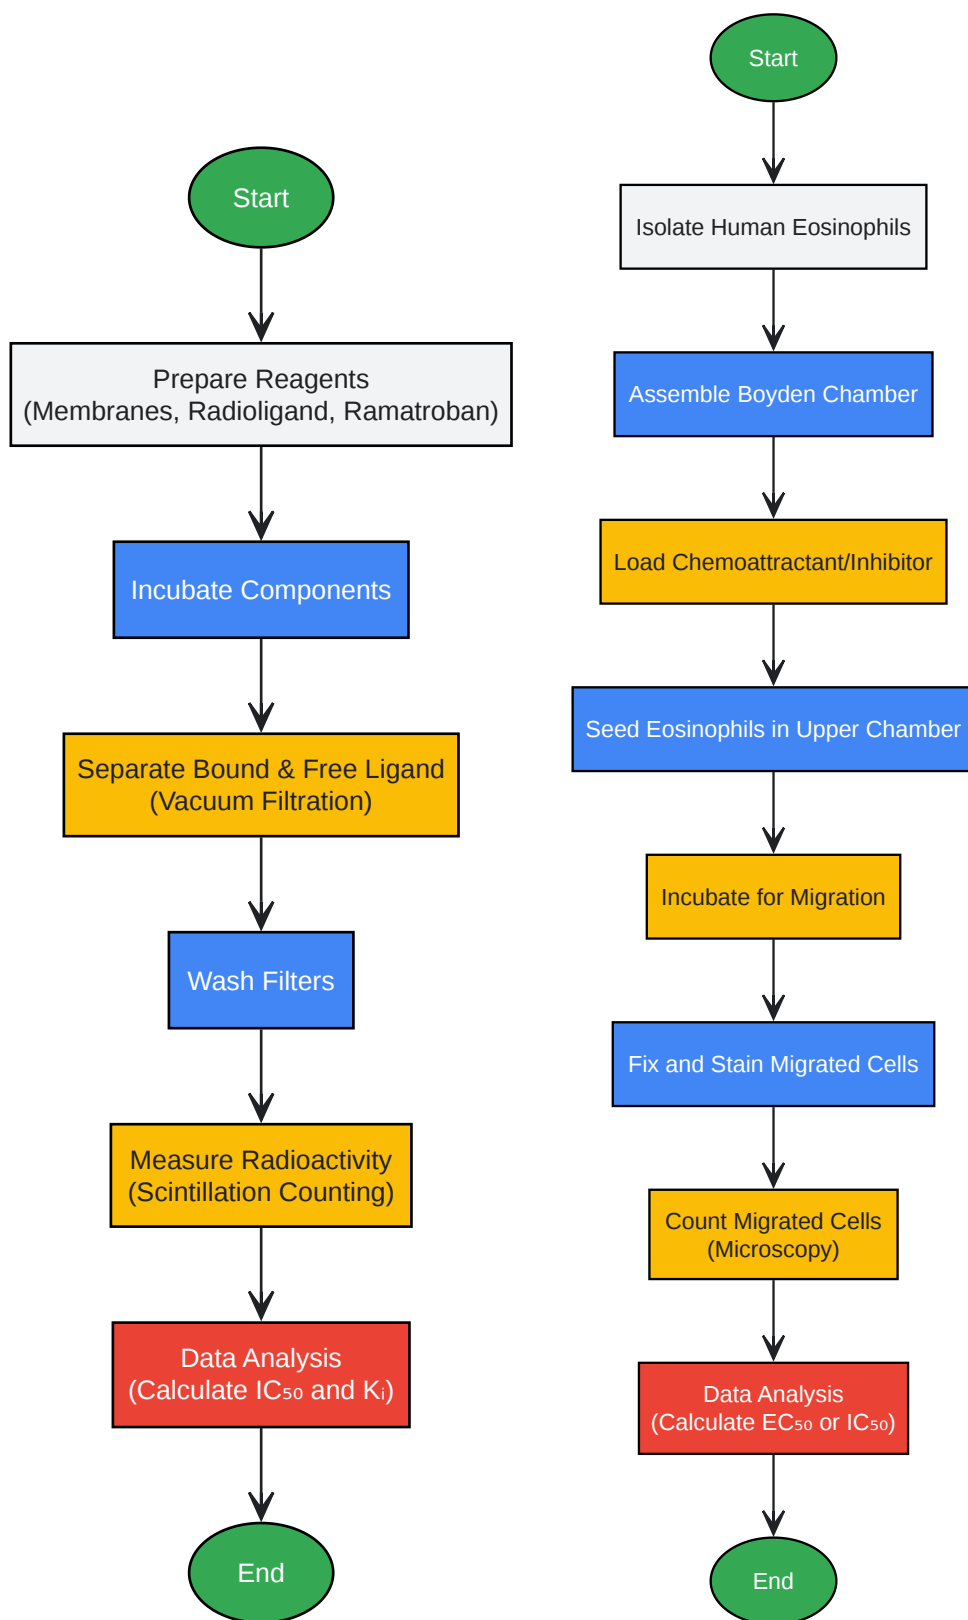 Start
Prepare Reagents
(Membranes, Radioligand, Ramatroban)
Incubate Components
Separate Bound & Free Ligand
(Vacuum Filtration)
Wash Filters
Measure Radioactivity
(Scintillation Counting)
Data Analysis
(Calculate IC₅₀ and Kᵢ)
End
Start
Isolate Human Eosinophils
Assemble Boyden Chamber
Load Chemoattractant/Inhibitor
Seed Eosinophils in Upper Chamber
Incubate for Migration
Fix and Stain Migrated Cells
Count Migrated Cells
(Microscopy)
Data Analysis
(Calculate EC₅₀ or IC₅₀)
End